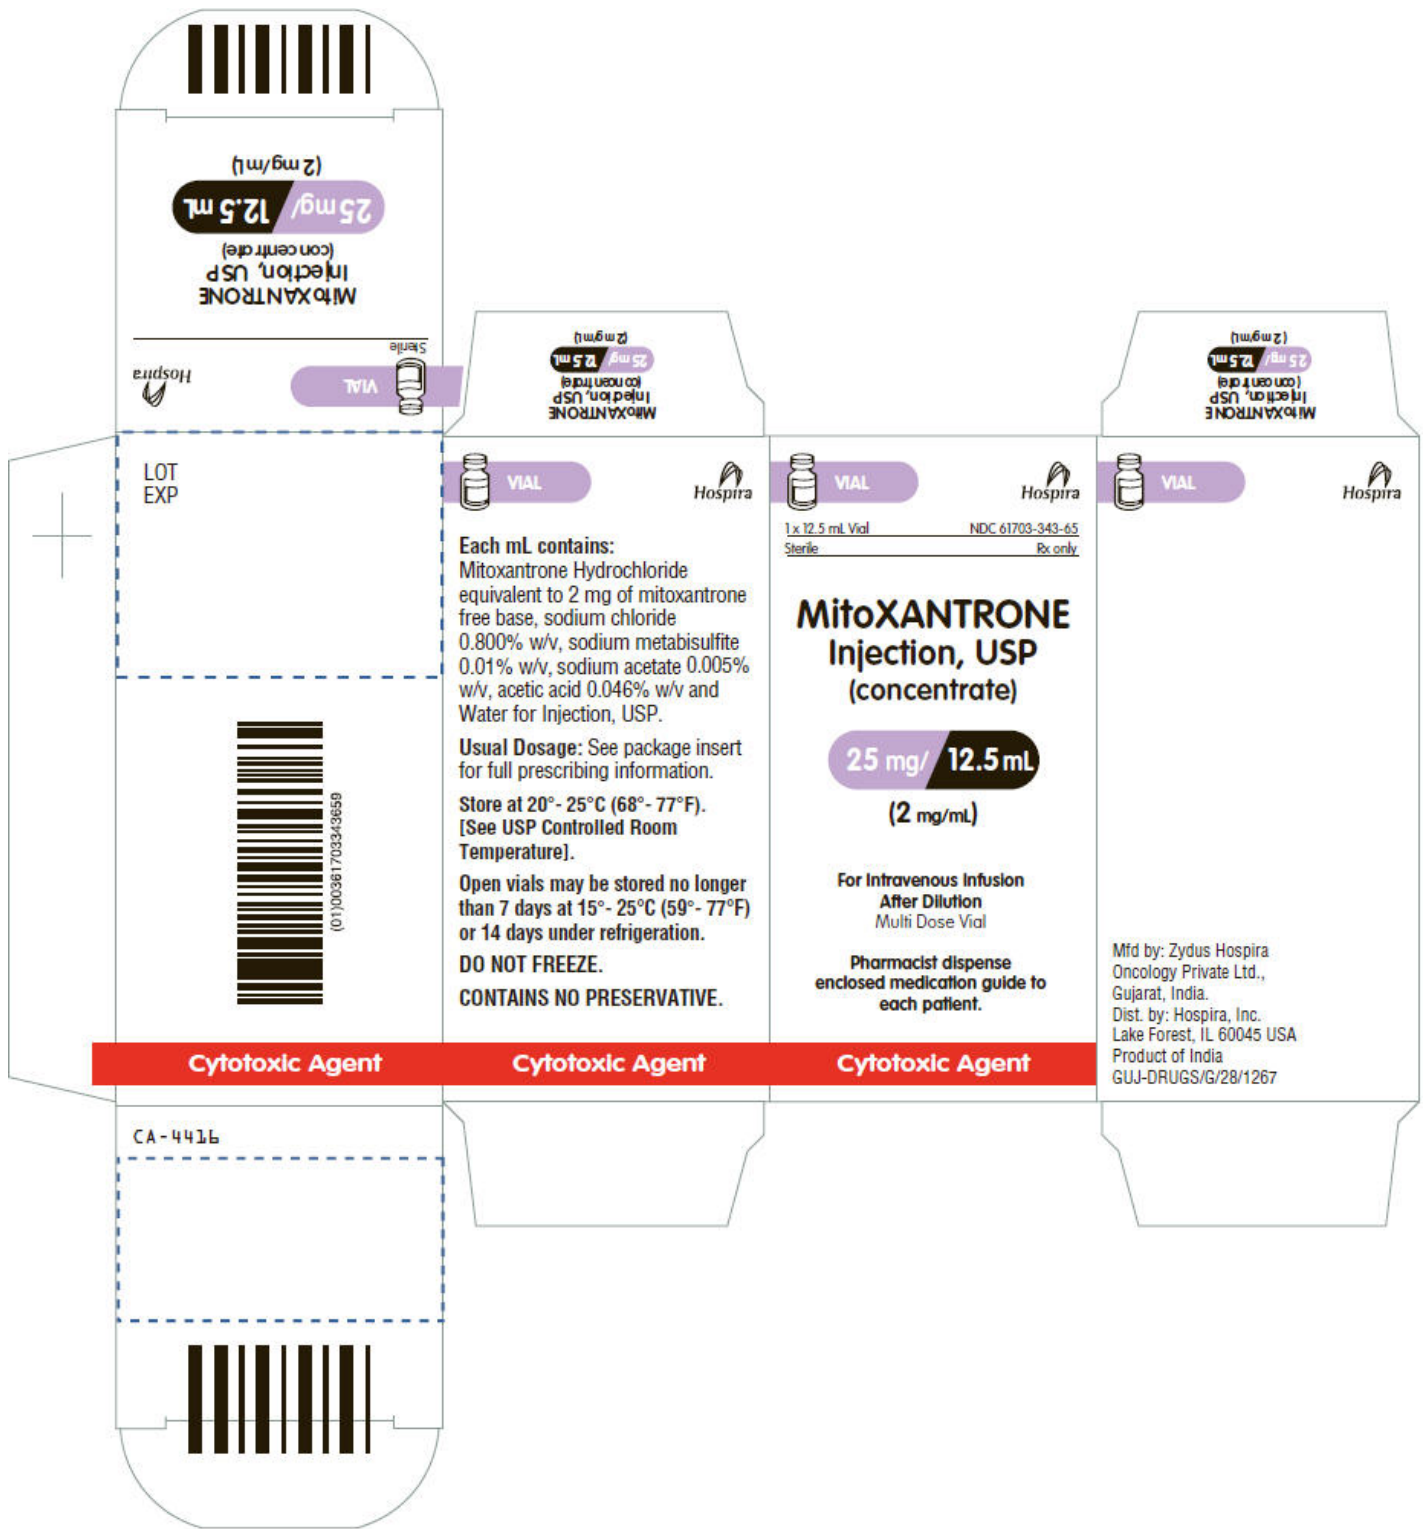 (2 mg/mL)
25 mg/ 12.5 mL
(concentrate)
Injection, USP
MitoXANTRONE
Sterile
VIAL
Hospira
(2 mg/mL)
25 mg/ 12.5 mL
(concentrate)
Injection, USP
MitoXANTRONE
(2 mg/mL)
25 mg/ 12.5 mL
(concentrate)
Injection, USP
MitoXANTRONE
LOT
EXP
(01)00361703343659
Cytotoxic Agent
CA-4416
VIAL
Hospira
Each mL contains:
Mitoxantrone Hydrochloride
equivalent to 2 mg of mitoxantrone
free base, sodium chloride
0.800% w/v, sodium metabisulfite
0.01% w/v, sodium acetate 0.005%
w/v, acetic acid 0.046% w/v and
Water for Injection, USP.
Usual Dosage: See package insert
for full prescribing information.
Store at 20°- 25°C (68°- 77°F).
[See USP Controlled Room
Temperature].
Open vials may be stored no longer
than 7 days at 15°- 25°C (59°- 77°F)
or 14 days under refrigeration.
DO NOT FREEZE.
CONTAINS NO PRESERVATIVE.
Cytotoxic Agent
VIAL
Hospira
1 x 12.5 mL Vial NDC 61703-343-65
Sterile Rx only
MitoXANTRONE
Injection, USP
(concentrate)
25 mg/ 12.5 mL
(2 mg/mL)
For Intravenous Infusion
After Dilution
Multi Dose Vial
Pharmacist dispense
enclosed medication guide to
each patient.
Cytotoxic Agent
VIAL
Hospira
Mfd by: Zydus Hospira
Oncology Private Ltd.,
Gujarat, India.
Dist. by: Hospira, Inc.
Lake Forest, IL 60045 USA
Product of India
GUJ-DRUGS/G/28/1267